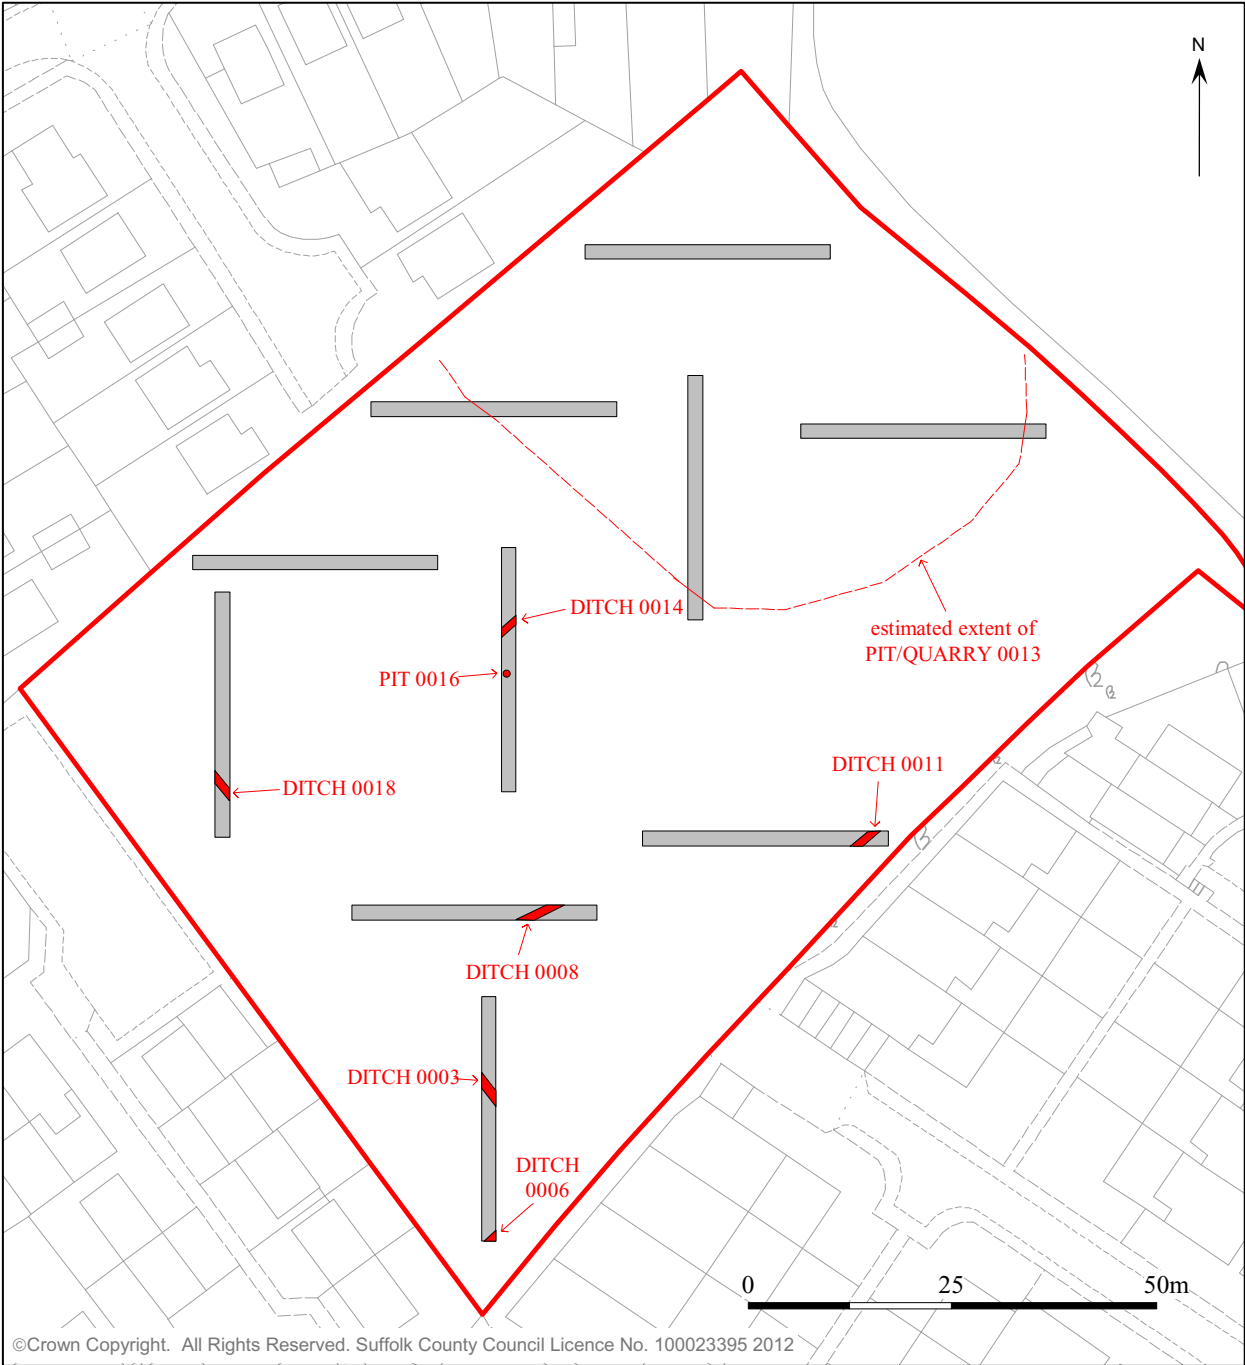 N
DITCH 0014
estimated extent of
PIT/QUARRY 0013
PIT 0016
DITCH 0011
DITCH 0018
DITCH 0008
DITCH 0003
DITCH
0006
0 25 50m
©Crown Copyright. All Rights Reserved. Suffolk County Council Licence No. 100023395 2012